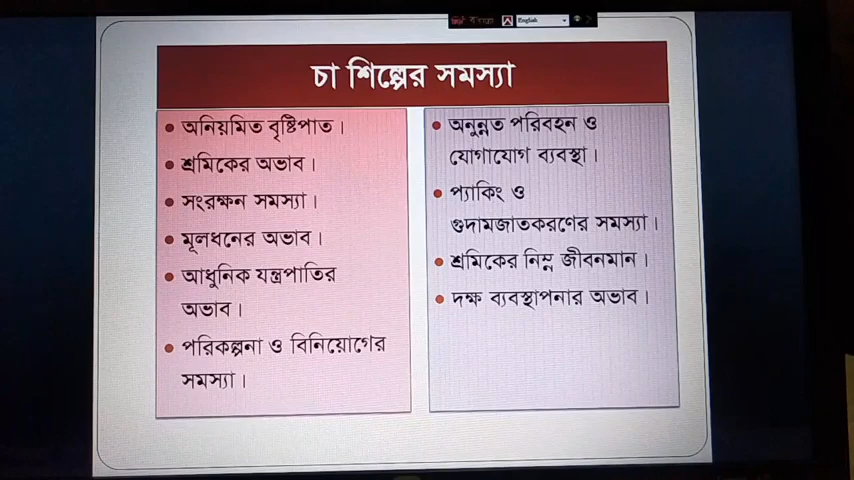 English
চা শিল্পের সমস্যা
অনিয়মিত বৃষ্টিপাত ।
শ্রমিকের অভাব ।
সংরক্ষন সমস্যা ।
মূলধনের অভাব ।
আধুনিক যন্ত্রপাতির
অভাব ।
পরিকল্পনা ও বিনিয়োগের
সমস্যা ।
অনুন্নত পরিবহন ও
যোগাযোগ ব্যবস্থা ।
প্যাকিং ও
গুদামজাতকরণের সমস্যা ।
শ্রমিকের নিম্ন জীবনমান ।
দক্ষ ব্যবস্থাপনার অভাব ।